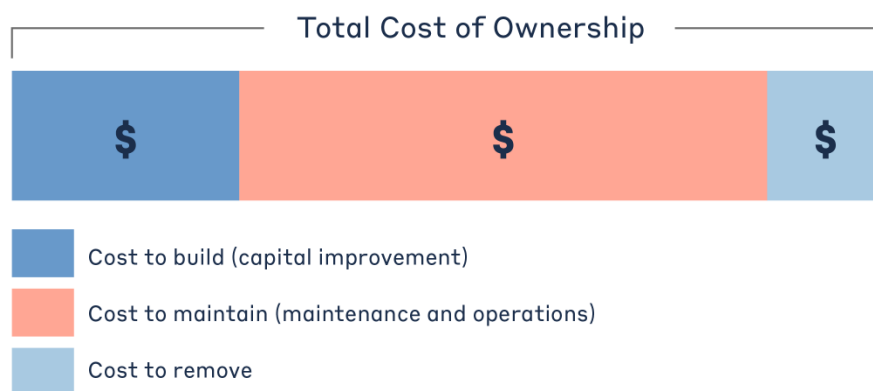 Total Cost of Ownership
$ $ $
Cost to build (capital improvement)
Cost to maintain (maintenance and operations)
Cost to remove